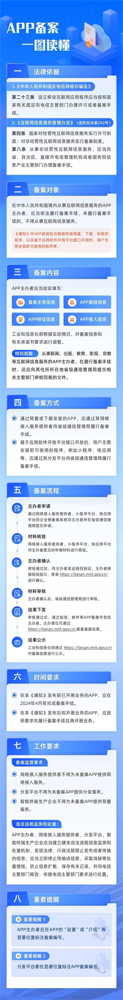 APP备案
一图读懂
一 法律依据
1.《中华人民共和国反电信网络诈骗法》
第二十三条 设立移动互联网应用程序应当按照国
家有关规定向电信主管部门办理许可或者备案手
续。
2.《互联网信息服务管理办法》（国务院令第292号）
第四条 国家对经营性互联网信息服务实行许可制
度；对非经营性互联网信息服务实行备案制度。
第八条 从事非经营性互联网信息服务，应当向
省、自治区、直辖市电信管理机构或者国务院信
息产业主管部门办理备案手续。
二 备案对象
在中华人民共和国境内从事互联网信息服务的APP
主办者，应当依法履行备案手续，未履行备案手
续的，不得从事互联网信息服务。
《通知》中APP是指包含智能终端预置、下载、安装的
程序，以及基于应用软件开放平台接口开放的，用户无
需安装即可使用的程序等。
三 备案内容
APP主办者应当如实填写：
备案主体信息
APP基础信息
APP特征信息
APP接入信息
工业和信息化部根据实际情况，对备案信息和
有关承诺书要求进行调整。
特别提醒： 从事新闻、出版、教育、影视、宗教
等互联网信息服务的APP主办者，在履行备案手续
时，还应向其住所所在地省级通信管理局提交相
关主管部门审核同意的文件。
四 备案方式
通过预置或下载安装的APP，应通过其网络
接入服务提供者向省级通信管理局履行备案
手续。
基于应用软件开放平台接口开放的，用户无需
安装即可使用的程序，例如小程序、快应用
等，应通过其分发平台向省级通信管理局履行
备案手续。
五 备案流程
主办者申请
通过网络接入服务提供者、小程序平台、快应用
平台的企业侧备案系统向主办者所在省级通信管
理局提交申请。
材料核验
网络接入服务提供者、小程序平台、快应用平台
对主办者提交的申请材料进行核验。
主办者确认
核验通过后，向主办者发送短信验证。主办者根
据短信提示，登录 https://beian.miit.gov.cn/
进行确认。
材料审核
主办者确认后，省级通信管理局进行审核。
结果下发
审核通过后，通过短信、邮件将APP备案号告知
主办者。主办者也可通过
https://beian.miit.gov.cn/查看备案结果。
结果公示
工业和信息化部通过 https://beian.miit.gov.cn/
对备案结果进行公示。
六 时间要求
在本《通知》发布前已开展业务的APP，应在
2024年4月前完成备案手续。
在本《通知》发布后拟开展业务的APP，应按
照要求先履行备案手续后再开展业务。
七 工作要求
备案监管要求
网络接入服务提供者不得为未备案APP提供网
络接入服务。
分发平台不得为未备案APP提供分发服务。
智能终端生产企业不得为未备案APP提供预置
服务。
违法违规监测和处置：
APP主办者、网络接入服务提供者、分发平台、智
能终端生产企业应当建立健全违法违规信息监测和
处置机制，发现法律、行政法规禁止发布或者传输
的信息，应当立即停止传输该信息，采取消除等处
置措施，防止信息扩散，保存有关记录，并向电信
主管部门报告，依据电信主管部门要求进行处置。
八 重要提醒
重要提醒 1
APP主办者应在APP的“设置”或“介绍”等
显著位置标注备案编号。
重要提醒 2
分发平台要在显著位置标注APP备案编号。